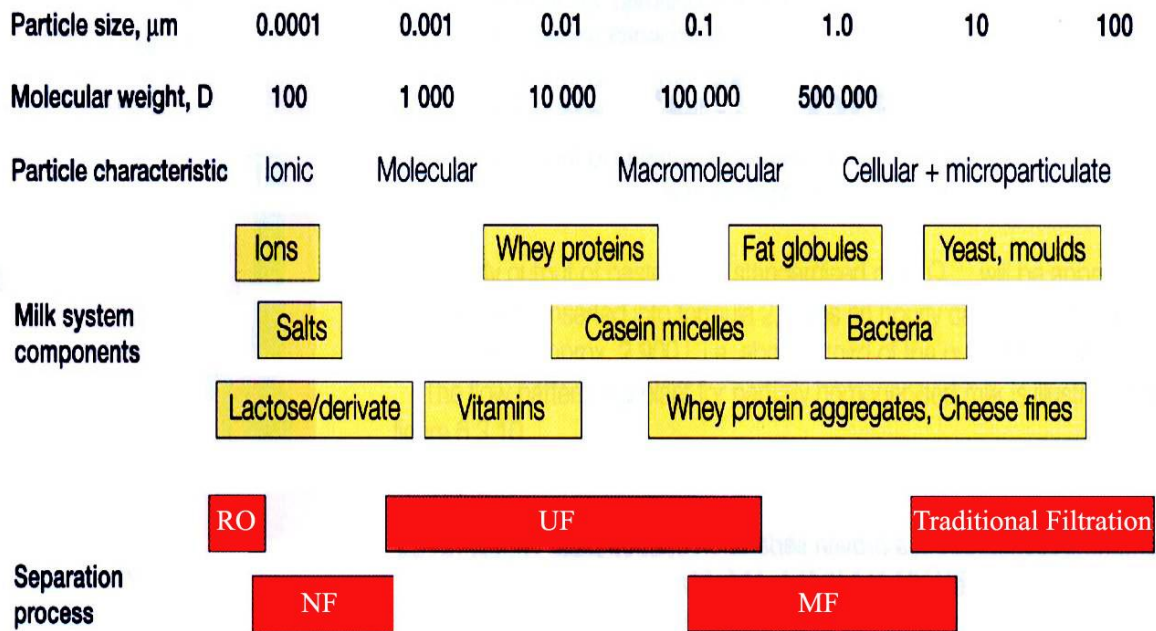 Particle size, μm 0.0001 0.001 0.01 0.1 1.0 10 100
Molecular weight, D 100 1 000 10 000 100 000 500 000
Particle characteristic Ionic Molecular Macromolecular Cellular + microparticulate
Ions Whey proteins Fat globules Yeast, moulds
Milk system
components
Salts Casein micelles Bacteria
Lactose/derivate Vitamins Whey protein aggregates, Cheese fines
RO UF Traditional Filtration
Separation
process
NF MF